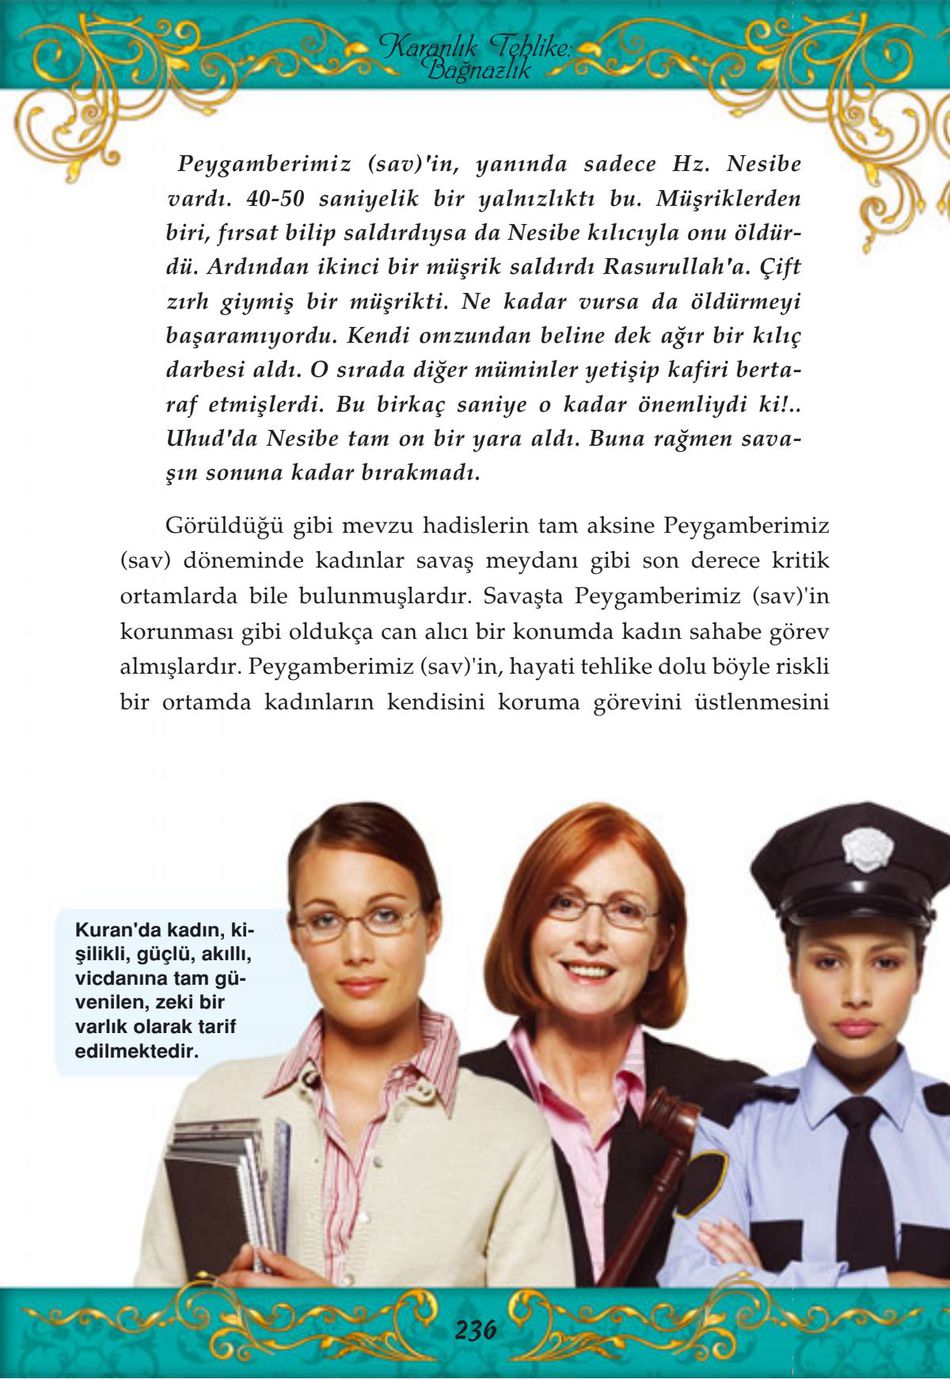 Karanlık Tehlike:
Bağnazlık
Peygamberimiz (sav)'in, yanında sadece Hz. Nesibe
vardı. 40-50 saniyelik bir yalnızlıktı bu. Müşriklerden
biri, fırsat bilip saldırdıysa da Nesibe kılıcıyla onu öldür-
dü. Ardından ikinci bir müşrik saldırdı Rasurullah'a. Çift
zırh giymiş bir müşrikti. Ne kadar vursa da öldürmeyi
başaramıyordu. Kendi omzundan beline dek ağır bir kılıç
darbesi aldı. O sırada diğer müminler yetişip kafiri berta-
raf etmişlerdi. Bu birkaç saniye o kadar önemliydi ki!..
Uhud'da Nesibe tam on bir yara aldı. Buna rağmen sava-
şın sonuna kadar bırakmadı.
Görüldüğü gibi mevzu hadislerin tam aksine Peygamberimiz
(sav) döneminde kadınlar savaş meydanı gibi son derece kritik
ortamlarda bile bulunmuşlardır. Savaşta Peygamberimiz (sav)'in
korunması gibi oldukça can alıcı bir konumda kadın sahabe görev
almışlardır. Peygamberimiz (sav)'in, hayati tehlike dolu böyle riskli
bir ortamda kadınların kendisini koruma görevini üstlenmesini
Kuran'da kadın, ki-
şilikli, güçlü, akıllı,
vicdanına tam gü-
venilen, zeki bir
varlık olarak tarif
edilmektedir.
236